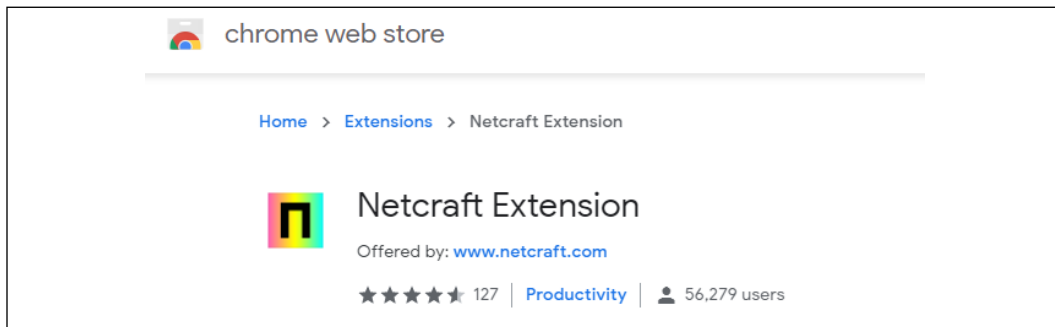 chrome web store
Home > Extensions > Netcraft Extension
Netcraft Extension
Offered by: www.netcraft.com
127 | Productivity | 56,279 users